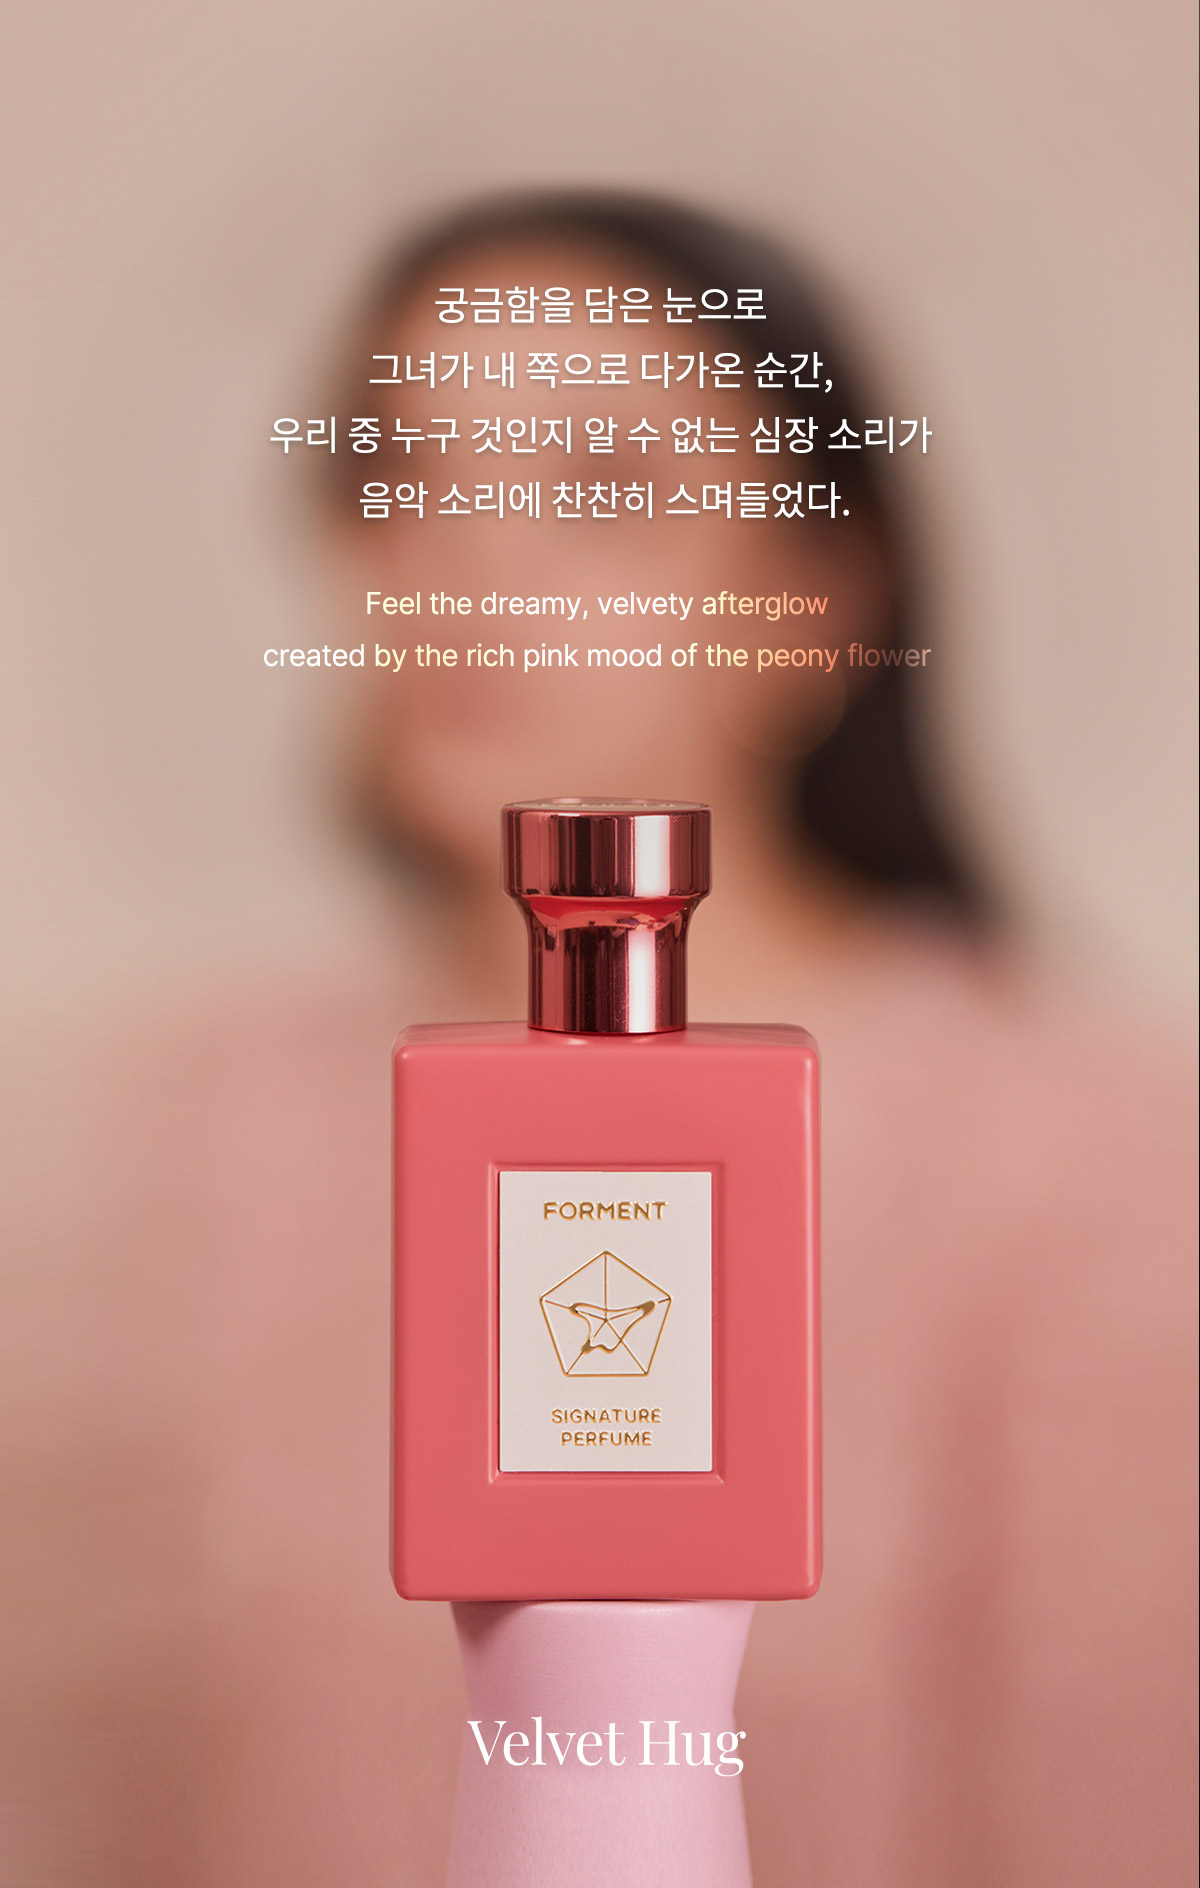 궁금함을 담은 눈으로
그녀가 내 쪽으로 다가온 순간,
우리 중 누구 것인지 알 수 없는 심장 소리가
음악 소리에 찬찬히 스며들었다.
Feel the dreamy, velvety afterglow
created by the rich pink mood of the peony flower
FORMENT
SIGNATURE
PERFUME
Velvet Hug